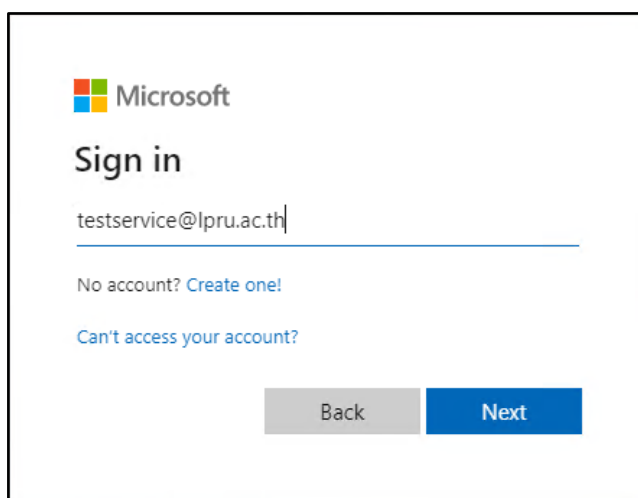 Microsoft
Sign in
testservice@lpru.ac.th
No account? Create one!
Can't access your account?
Back Next